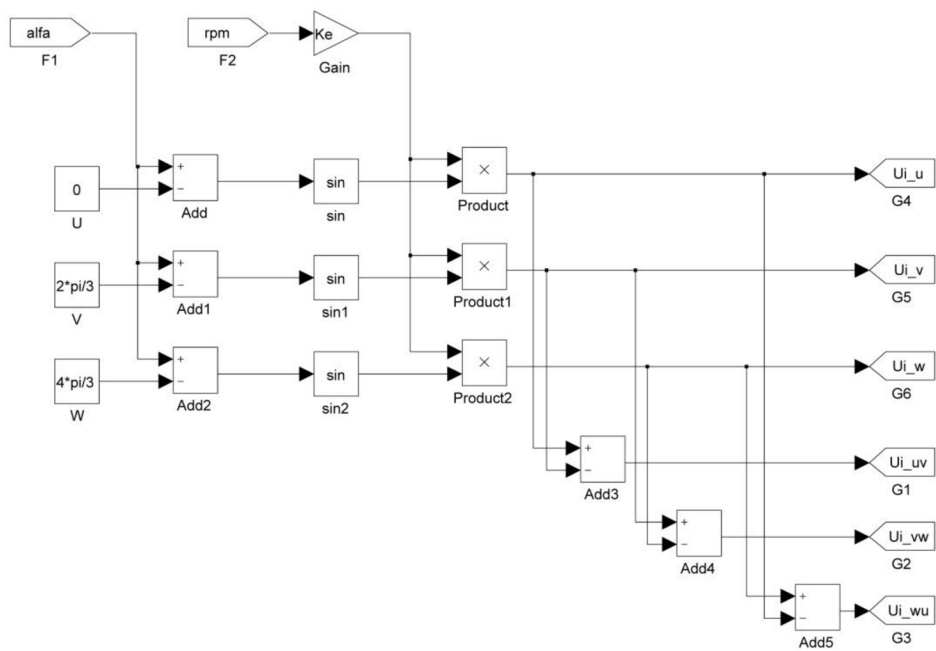 alfa
F1
rpm
F2
Ke
Gain
0
U
+
−
Add
sin
sin
×
Product
Ui_u
G4
2*pi/3
V
+
−
Add1
sin
sin1
×
Product1
Ui_v
G5
4*pi/3
W
+
−
Add2
sin
sin2
×
Product2
Ui_w
G6
+
−
Add3
Ui_uv
G1
+
−
Add4
Ui_vw
G2
+
−
Add5
Ui_wu
G3